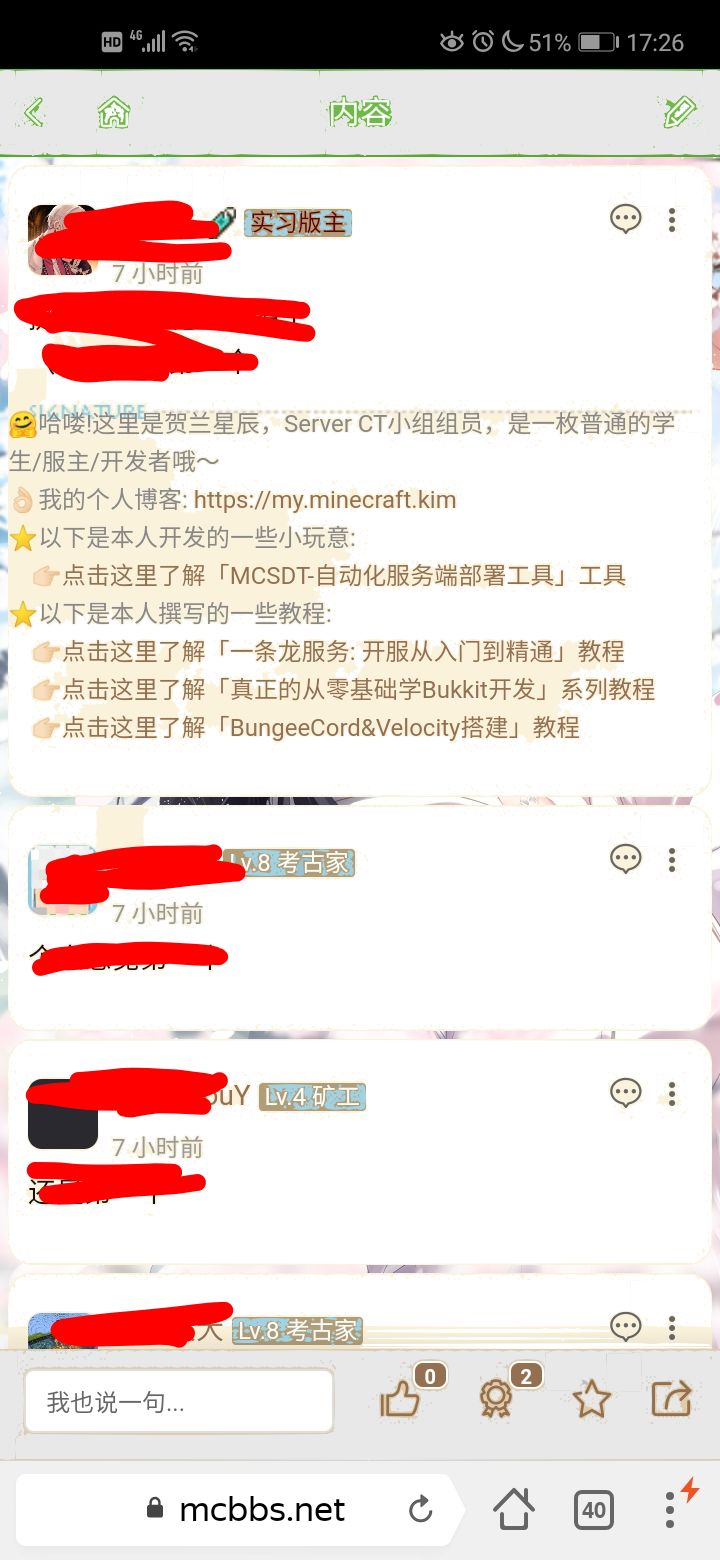 HD 4G 51% 17:26
内容
实习版主
7 小时前
个
SIGNATURE
🤗哈喽!这里是贺兰星辰，Server CT小组组员，是一枚普通的学
生/服主/开发者哦～
👌🏻我的个人博客: https://my.minecraft.kim
⭐以下是本人开发的一些小玩意:
👉🏻点击这里了解「MCSDT-自动化服务端部署工具」工具
⭐以下是本人撰写的一些教程:
👉🏻点击这里了解「一条龙服务: 开服从入门到精通」教程
👉🏻点击这里了解「真正的从零基础学Bukkit开发」系列教程
👉🏻点击这里了解「BungeeCord&Velocity搭建」教程
Lv.8 考古家
7 小时前
ouY Lv.4 矿工
7 小时前
还
Lv.8 考古家
我也说一句...
0
2
mcbbs.net
40